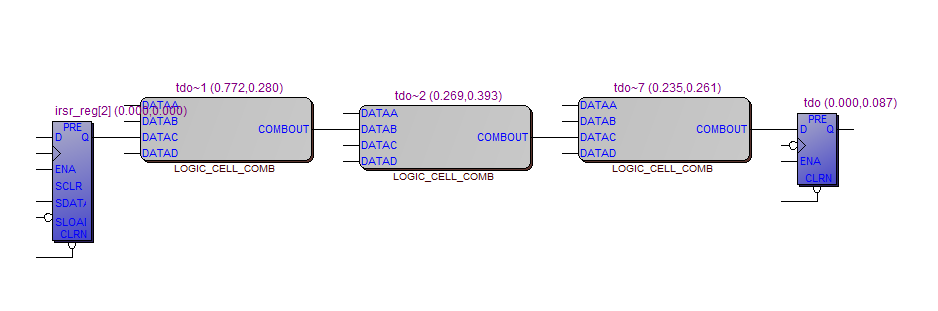 irsr_reg[2] (0.000,0.000)
PRE
D
Q
ENA
SCLR
SDATA
SLOAD
CLRN
tdo~1 (0.772,0.280)
DATAA
DATAB
DATAC
DATAD
COMBOUT
LOGIC_CELL_COMB
tdo~2 (0.269,0.393)
DATAA
DATAB
DATAC
DATAD
COMBOUT
LOGIC_CELL_COMB
tdo~7 (0.235,0.261)
DATAA
DATAB
DATAC
DATAD
COMBOUT
LOGIC_CELL_COMB
tdo (0.000,0.087)
PRE
D
Q
ENA
CLRN